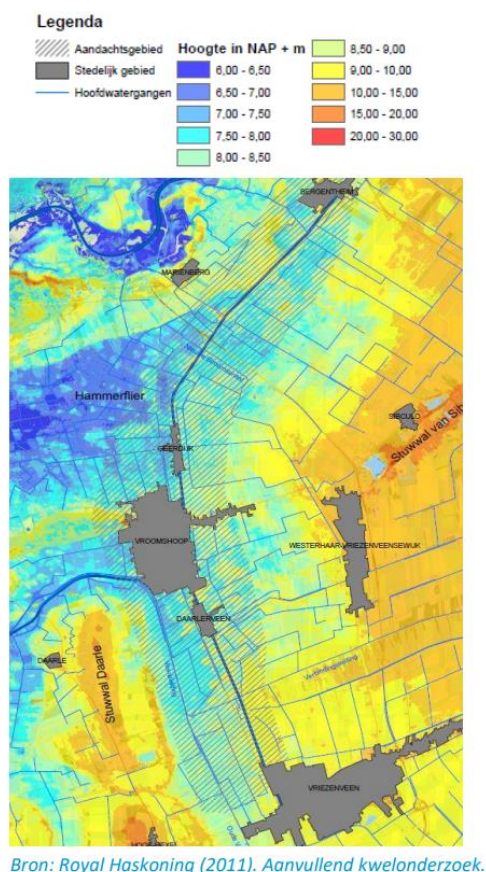 Legenda
Aandachtsgebied
Stedelijk gebied
Hoofdwatergangen
Hoogte in NAP + m
6,00 - 6,50
6,50 - 7,00
7,00 - 7,50
7,50 - 8,00
8,00 - 8,50
8,50 - 9,00
9,00 - 10,00
10,00 - 15,00
15,00 - 20,00
20,00 - 30,00
BERGENTHEIM
MARIENBERG
Hammerflier
SIBCULO
Stuwwal van Sib
GEERDIJK
VROOMSHOOP
WESTERHAAR-VRIEZENVEENSEWIJK
DAARLERVEEN
DAARLE
Stuwwal Daarle
VRIEZENVEEN
Bron: Royal Haskoning (2011). Aanvullend kwelonderzoek.